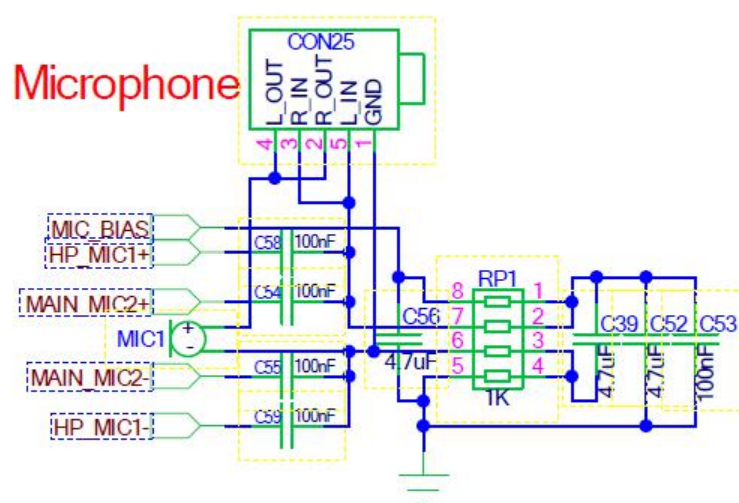 CON25
Microphone
L_OUT
R_IN
R_OUT
L_IN
GND
4
3
2
5
1
MIC_BIAS
HP_MIC1+
C58
100nF
MAIN_MIC2+
C54
100nF
MIC1
+
-
MAIN_MIC2-
C55
100nF
HP_MIC1-
C59
100nF
C56
4.7uF
RP1
8
7
6
5
1
2
3
4
1K
C39
4.7uF
C52
4.7uF
C53
100nF